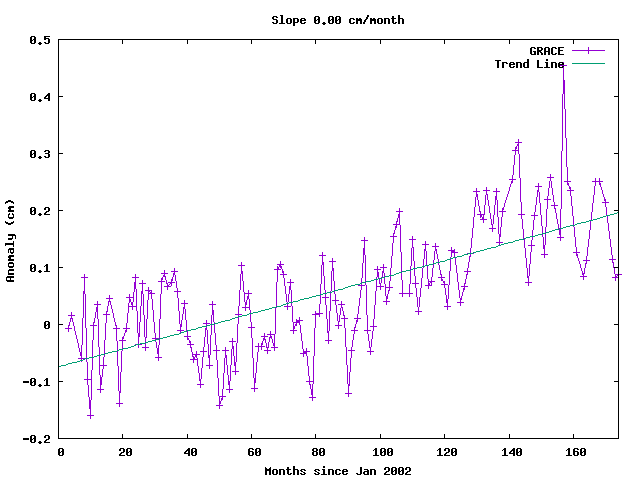 Slope 0.00 cm/month
0.5
GRACE
Trend Line
0.4
0.3
0.2
0.1
0
-0.1
-0.2
Anomaly (cm)
0 20 40 60 80 100 120 140 160
Months since Jan 2002